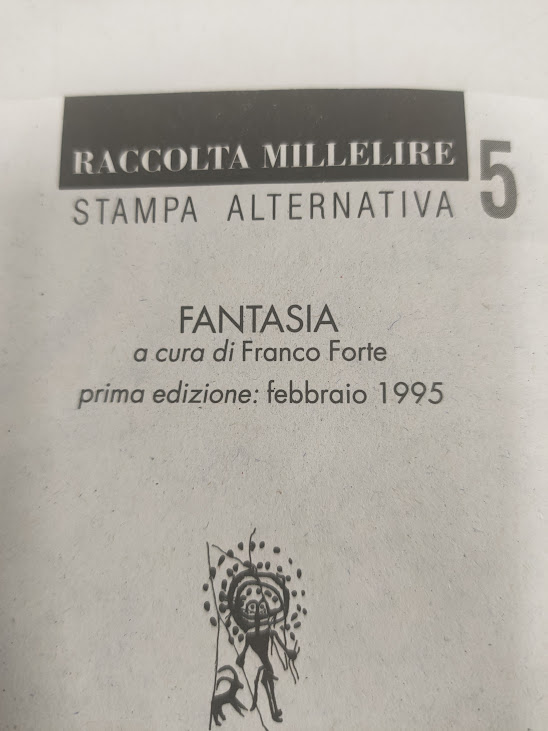 RACCOLTA MILLELIRE
STAMPA ALTERNATIVA 5
FANTASIA
a cura di Franco Forte
prima edizione: febbraio 1995